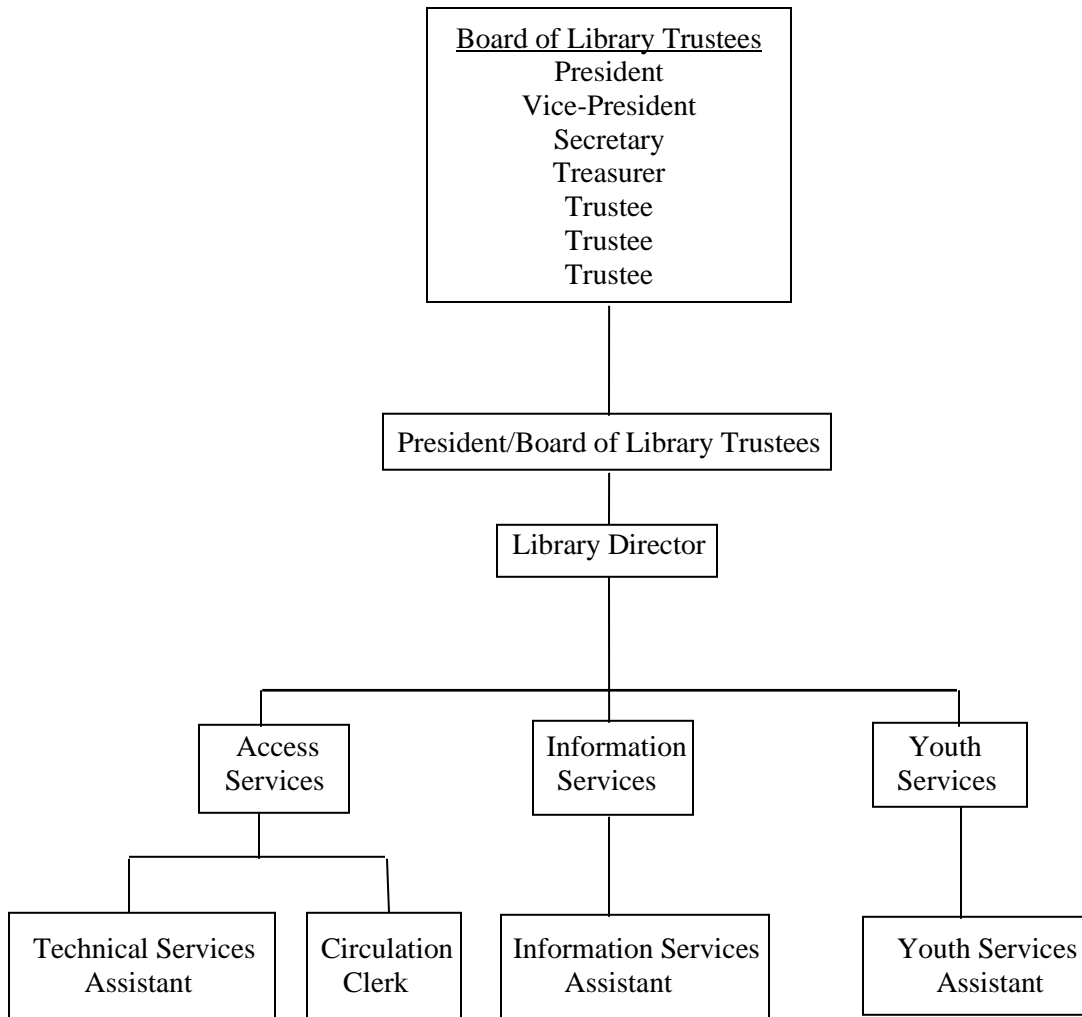 Board of Library Trustees
President
Vice-President
Secretary
Treasurer
Trustee
Trustee
Trustee
President/Board of Library Trustees
Library Director
Access
Services
Information
Services
Youth
Services
Technical Services
Assistant
Circulation
Clerk
Information Services
Assistant
Youth Services
Assistant